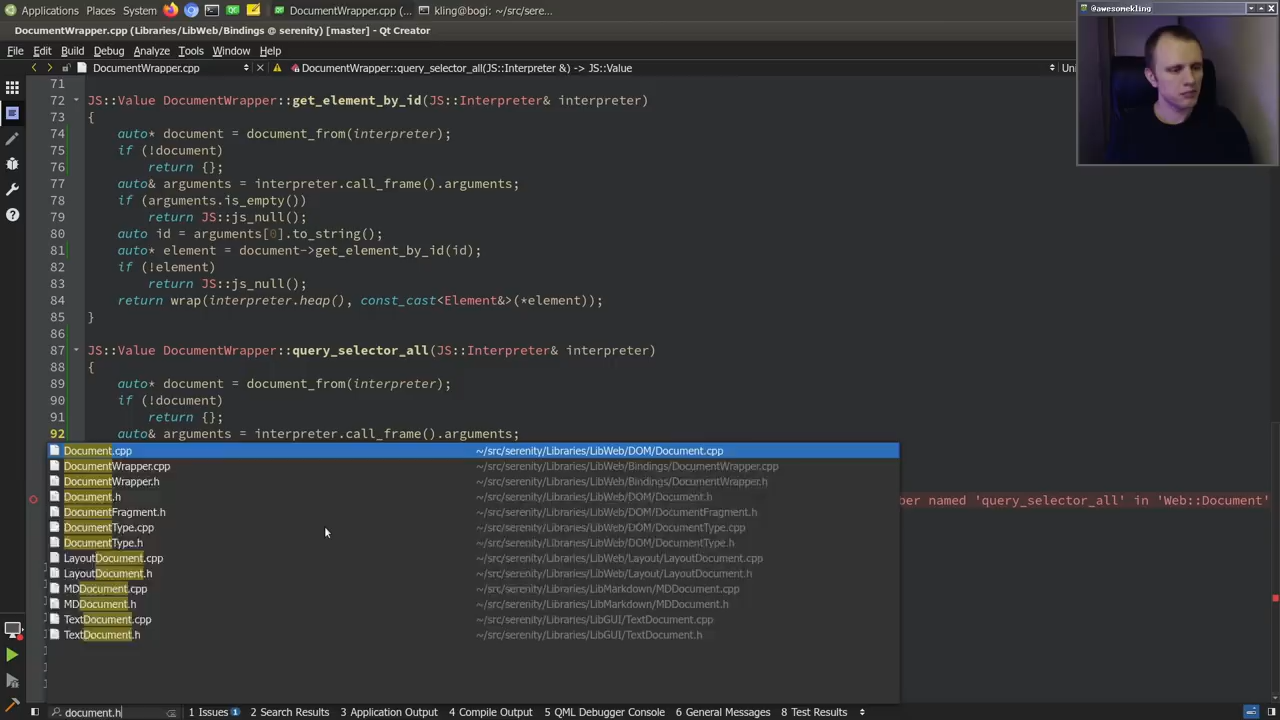 Applications Places System DocumentWrapper.cpp (... kling@bogi: ~/src/sere...
@awesomekling
DocumentWrapper.cpp (Libraries/LibWeb/Bindings @ serenity) [master] - Qt Creator
File Edit Build Debug Analyze Tools Window Help
DocumentWrapper.cpp DocumentWrapper::query_selector_all(JS::Interpreter &) -> JS::Value Uni
71
72 JS::Value DocumentWrapper::get_element_by_id(JS::Interpreter& interpreter)
73 {
74 auto* document = document_from(interpreter);
75 if (!document)
76 return {};
77 auto& arguments = interpreter.call_frame().arguments;
78 if (arguments.is_empty())
79 return JS::js_null();
80 auto id = arguments[0].to_string();
81 auto* element = document->get_element_by_id(id);
82 if (!element)
83 return JS::js_null();
84 return wrap(interpreter.heap(), const_cast<Element&>(*element));
85 }
86
87 JS::Value DocumentWrapper::query_selector_all(JS::Interpreter& interpreter)
88 {
89 auto* document = document_from(interpreter);
90 if (!document)
91 return {};
92 auto& arguments = interpreter.call_frame().arguments;
Document.cpp ~/src/serenity/Libraries/LibWeb/DOM/Document.cpp
DocumentWrapper.cpp ~/src/serenity/Libraries/LibWeb/Bindings/DocumentWrapper.cpp
DocumentWrapper.h ~/src/serenity/Libraries/LibWeb/Bindings/DocumentWrapper.h
Document.h ~/src/serenity/Libraries/LibWeb/DOM/Document.h
ber named 'query_selector_all' in 'Web::Document'
DocumentFragment.h ~/src/serenity/Libraries/LibWeb/DOM/DocumentFragment.h
DocumentType.cpp ~/src/serenity/Libraries/LibWeb/DOM/DocumentType.cpp
DocumentType.h ~/src/serenity/Libraries/LibWeb/DOM/DocumentType.h
LayoutDocument.cpp ~/src/serenity/Libraries/LibWeb/Layout/LayoutDocument.cpp
LayoutDocument.h ~/src/serenity/Libraries/LibWeb/Layout/LayoutDocument.h
MDDocument.cpp ~/src/serenity/Libraries/LibMarkdown/MDDocument.cpp
MDDocument.h ~/src/serenity/Libraries/LibMarkdown/MDDocument.h
TextDocument.cpp ~/src/serenity/Libraries/LibGUI/TextDocument.cpp
TextDocument.h ~/src/serenity/Libraries/LibGUI/TextDocument.h
document.h 1 Issues 1 2 Search Results 3 Application Output 4 Compile Output 5 QML Debugger Console 6 General Messages 8 Test Results